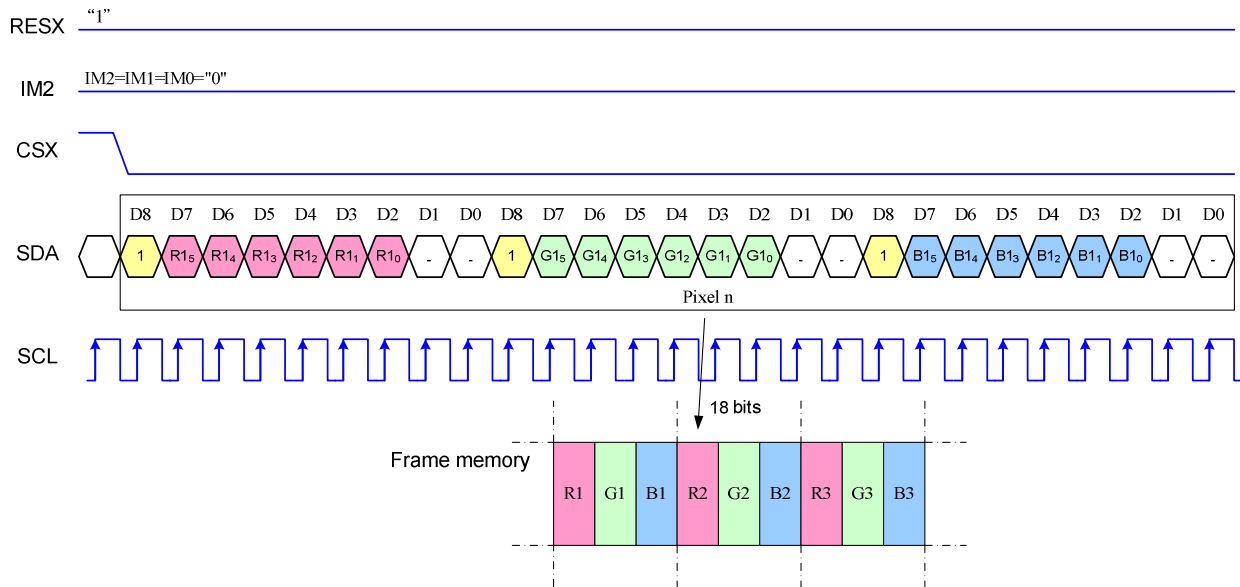 RESX “1”
IM2 IM2=IM1=IM0="0"
CSX
D8 D7 D6 D5 D4 D3 D2 D1 D0 D8 D7 D6 D5 D4 D3 D2 D1 D0 D8 D7 D6 D5 D4 D3 D2 D1 D0
SDA 1 R15 R14 R13 R12 R11 R10 - - 1 G15 G14 G13 G12 G11 G10 - - 1 B15 B14 B13 B12 B11 B10 - -
Pixel n
SCL
18 bits
Frame memory
R1 G1 B1 R2 G2 B2 R3 G3 B3